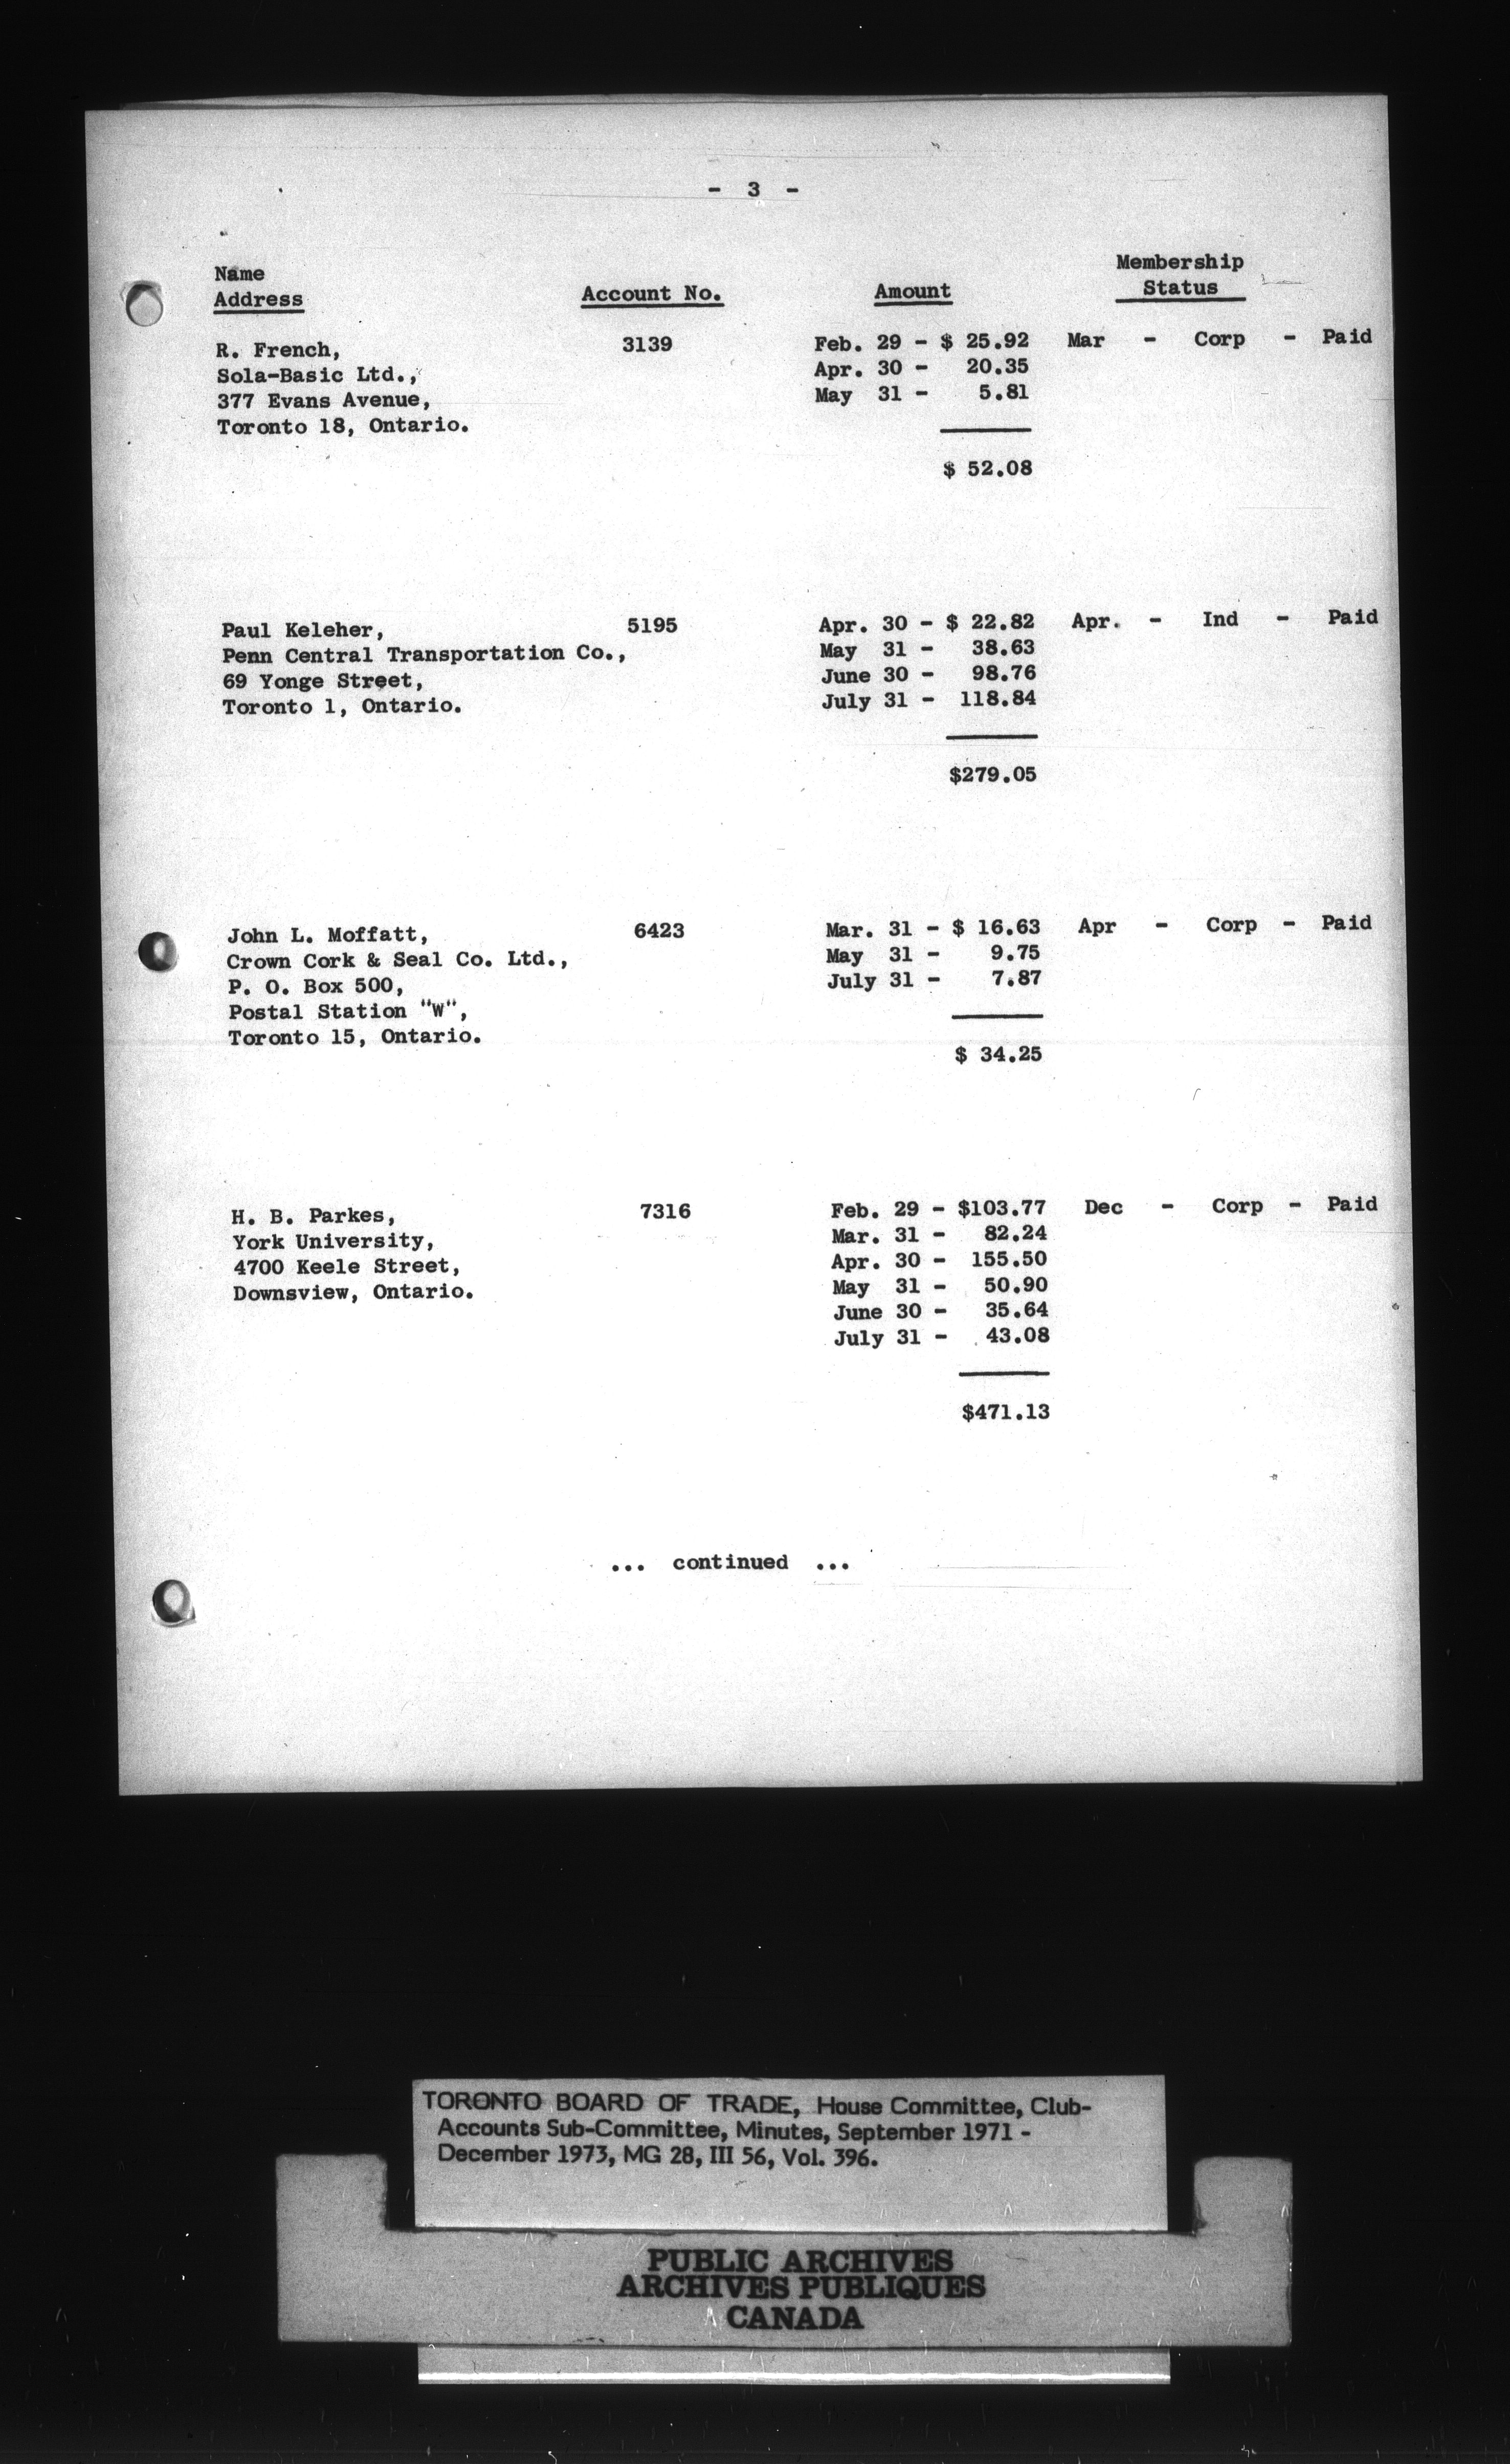 - 3 -
Name
Address Account No. Amount Membership
Status
R. French, 3139 Feb. 29 - $ 25.92 Mar - Corp - Paid
Sola-Basic Ltd., Apr. 30 - 20.35
377 Evans Avenue, May 31 - 5.81
Toronto 18, Ontario.
$ 52.08
Paul Keleher, 5195 Apr. 30 - $ 22.82 Apr. - Ind - Paid
Penn Central Transportation Co., May 31 - 38.63
69 Yonge Street, June 30 - 98.76
Toronto 1, Ontario. July 31 - 118.84
$279.05
John L. Moffatt, 6423 Mar. 31 - $ 16.63 Apr - Corp - Paid
Crown Cork & Seal Co. Ltd., May 31 - 9.75
P. O. Box 500, July 31 - 7.87
Postal Station "W",
Toronto 15, Ontario.
$ 34.25
H. B. Parkes, 7316 Feb. 29 - $103.77 Dec - Corp - Paid
York University, Mar. 31 - 82.24
4700 Keele Street, Apr. 30 - 155.50
Downsview, Ontario. May 31 - 50.90
June 30 - 35.64
July 31 - 43.08
$471.13
... continued ...
TORONTO BOARD OF TRADE, House Committee, Club-
Accounts Sub-Committee, Minutes, September 1971 -
December 1973, MG 28, III 56, Vol. 396.
PUBLIC ARCHIVES
ARCHIVES PUBLIQUES
CANADA